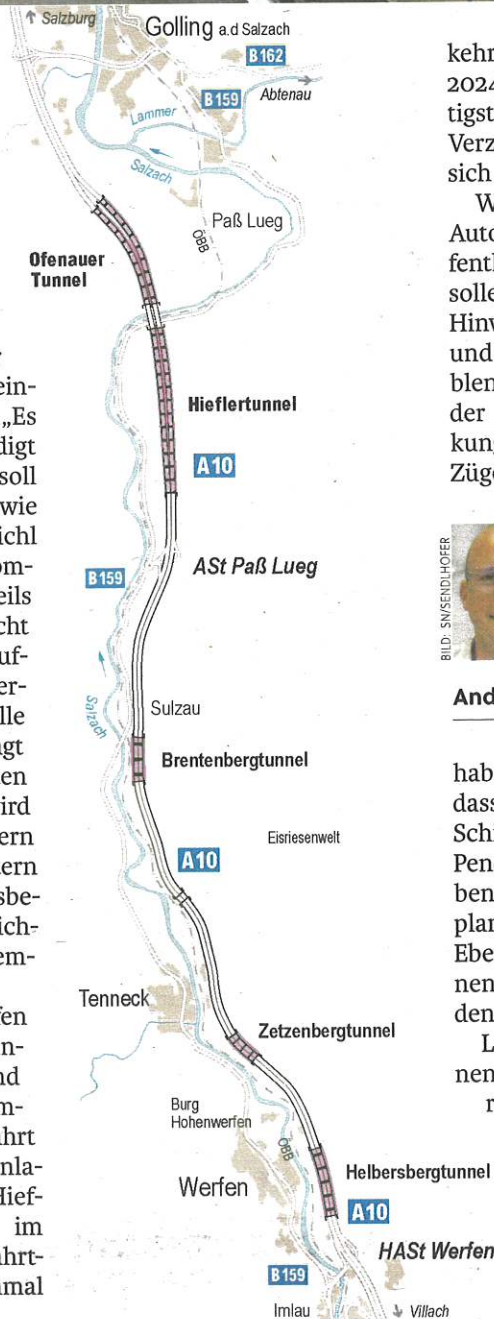 Salzburg
Golling a.d Salzach
B162
B159
Abtenau
Lammer
Salzach
Paß Lueg
ÖBB
Ofenauer
Tunnel
Hieflertunnel
A10
B159
ASt Paß Lueg
Salzach
Sulzau
Brentenbergtunnel
Eisriesenwelt
A10
Tenneck
Zetzenbergtunnel
Burg
Hohenwerfen
ÖBB
Werfen
Helbersbergtunnel
A10
HASt Werfen
B159
Imlau
Villach
ein-
„Es
digt
soll
wie
ichl
om-
eils
cht
uf-
er-
lle
gt
en
ird
ern
ern
sbe-
ich-
em-
fen
n-
nd
m-
hrt
nla-
Hief-
im
hrt-
mal
kehr
2024
tigst
Verz
sich
W
Auto
fentl
solle
Hinv
und
blen
der
kung
Züge
BILD: SN/SENDLHOFER
And
hab
dass
Sch
Pen
ben
plan
Ebe
nen
den
L
nen
r